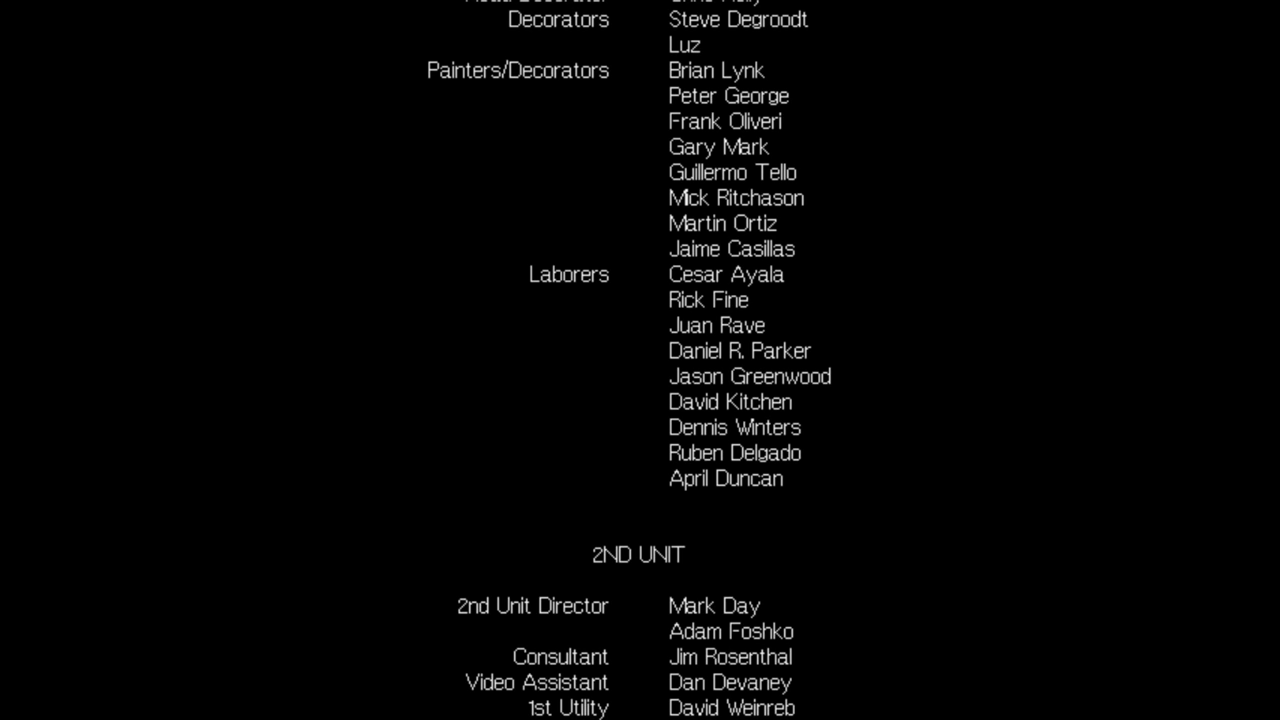 Decorators Steve Degroodt
Luz
Painters/Decorators Brian Lynk
Peter George
Frank Oliveri
Gary Mark
Guillermo Tello
Mick Ritchason
Martin Ortiz
Jaime Casillas
Laborers Cesar Ayala
Rick Fine
Juan Rave
Daniel R. Parker
Jason Greenwood
David Kitchen
Dennis Winters
Ruben Delgado
April Duncan
2ND UNIT
2nd Unit Director Mark Day
Adam Foshko
Consultant Jim Rosenthal
Video Assistant Dan Devaney
1st Utility David Weinreb